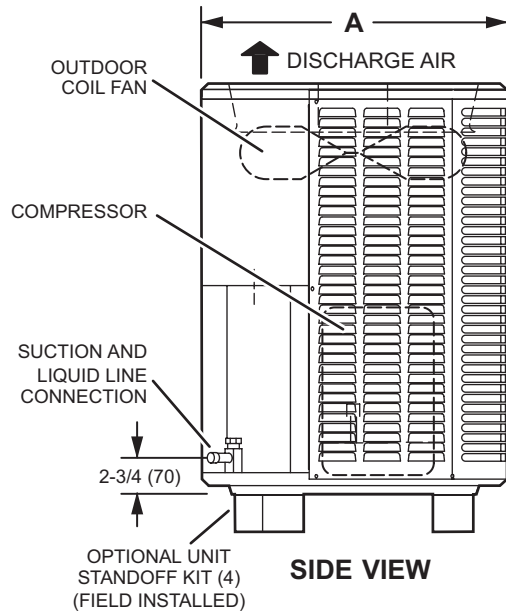 A
DISCHARGE AIR
OUTDOOR
COIL FAN
COMPRESSOR
SUCTION AND
LIQUID LINE
CONNECTION
2-3/4 (70)
OPTIONAL UNIT
STANDOFF KIT (4)
(FIELD INSTALLED)
SIDE VIEW